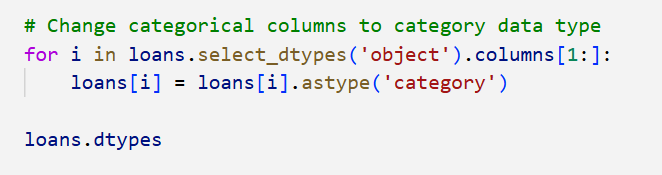 # Change categorical columns to category data type
for i in loans.select_dtypes('object').columns[1:]:
    loans[i] = loans[i].astype('category')
loans.dtypes